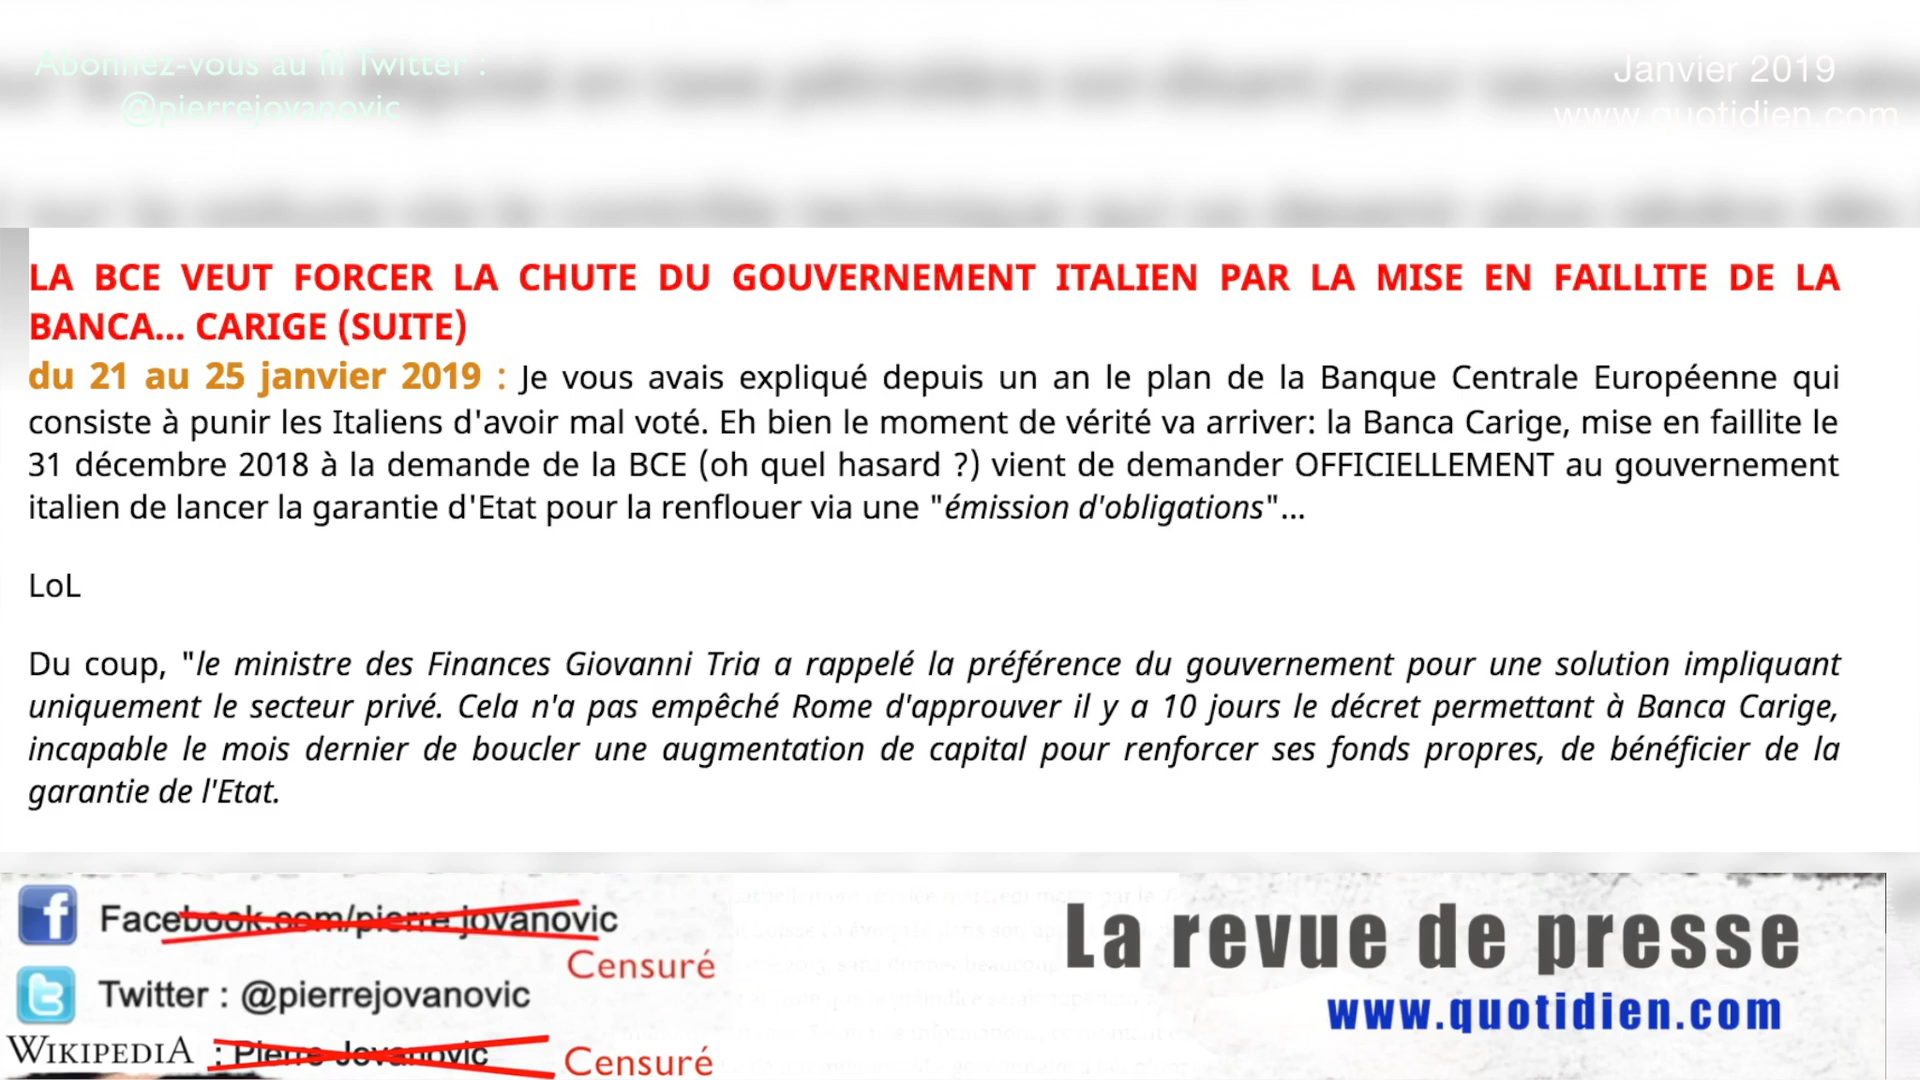 Abonnez-vous au fil Twitter :
@pierrejovanovic
Janvier 2019
www.quotidien.com
LA BCE VEUT FORCER LA CHUTE DU GOUVERNEMENT ITALIEN PAR LA MISE EN FAILLITE DE LA
BANCA... CARIGE (SUITE)
du 21 au 25 janvier 2019 : Je vous avais expliqué depuis un an le plan de la Banque Centrale Européenne qui
consiste à punir les Italiens d'avoir mal voté. Eh bien le moment de vérité va arriver: la Banca Carige, mise en faillite le
31 décembre 2018 à la demande de la BCE (oh quel hasard ?) vient de demander OFFICIELLEMENT au gouvernement
italien de lancer la garantie d'Etat pour la renflouer via une "émission d'obligations"...
LoL
Du coup, "le ministre des Finances Giovanni Tria a rappelé la préférence du gouvernement pour une solution impliquant
uniquement le secteur privé. Cela n'a pas empêché Rome d'approuver il y a 10 jours le décret permettant à Banca Carige,
incapable le mois dernier de boucler une augmentation de capital pour renforcer ses fonds propres, de bénéficier de la
garantie de l'Etat.
Facebook.com/pierre.jovanovic
Censuré
Twitter : @pierrejovanovic
WIKIPEDIA : Pierre Jovanovic
Censuré
La revue de presse
www.quotidien.com